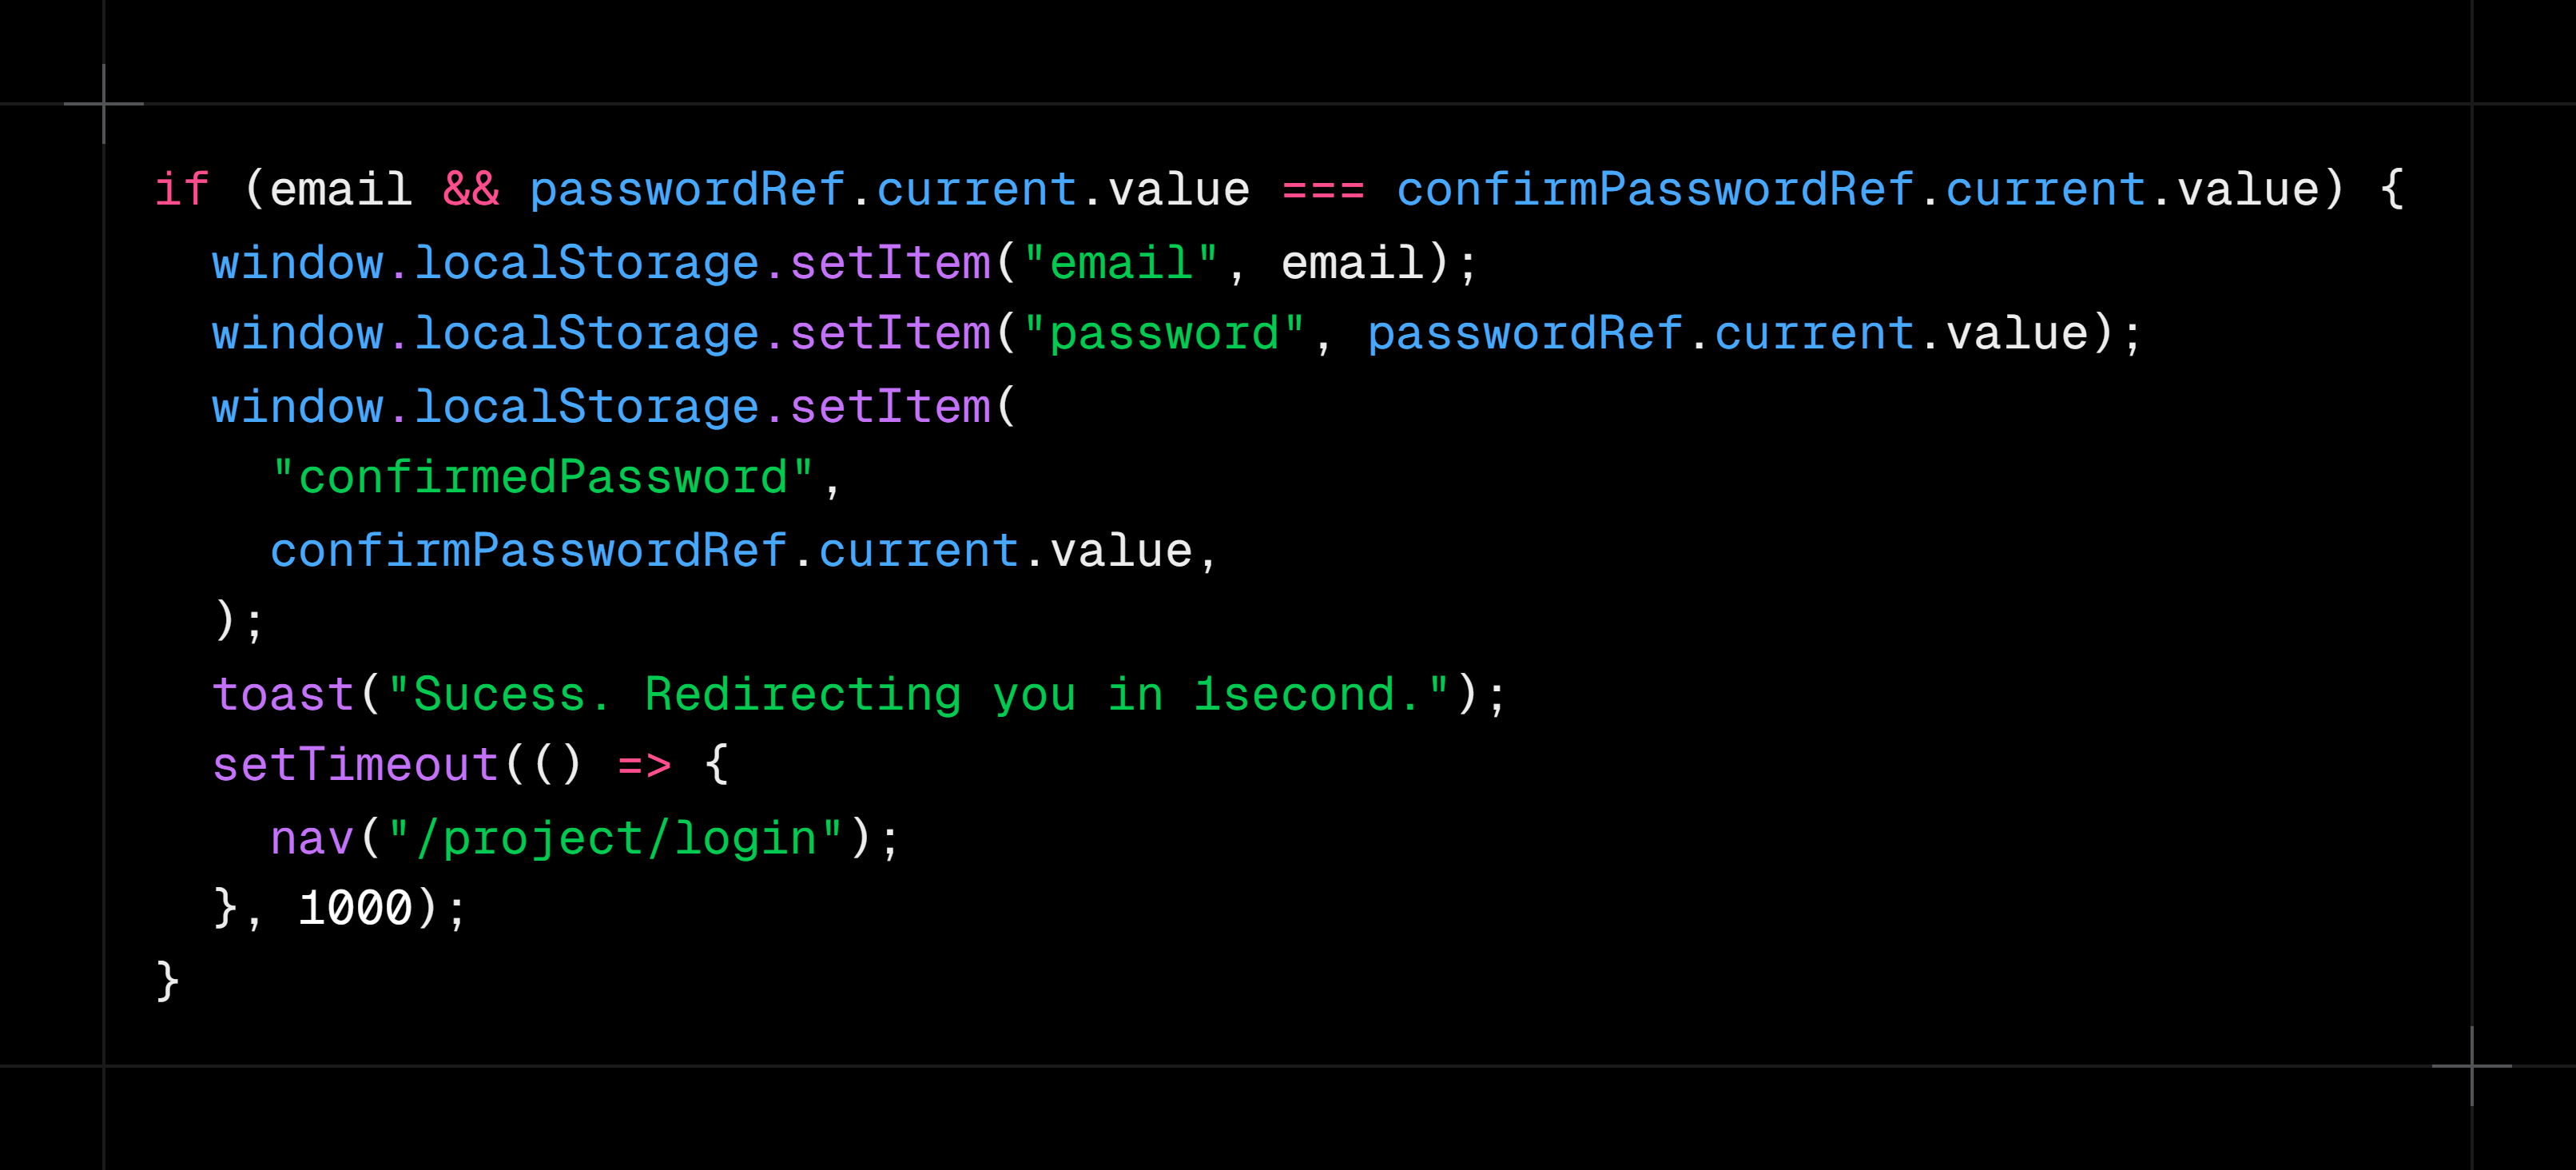 if (email && passwordRef.current.value === confirmPasswordRef.current.value) {
  window.localStorage.setItem("email", email);
  window.localStorage.setItem("password", passwordRef.current.value);
  window.localStorage.setItem(
    "confirmedPassword",
    confirmPasswordRef.current.value,
  );
  toast("Sucess. Redirecting you in 1second.");
  setTimeout(() => {
    nav("/project/login");
  }, 1000);
}